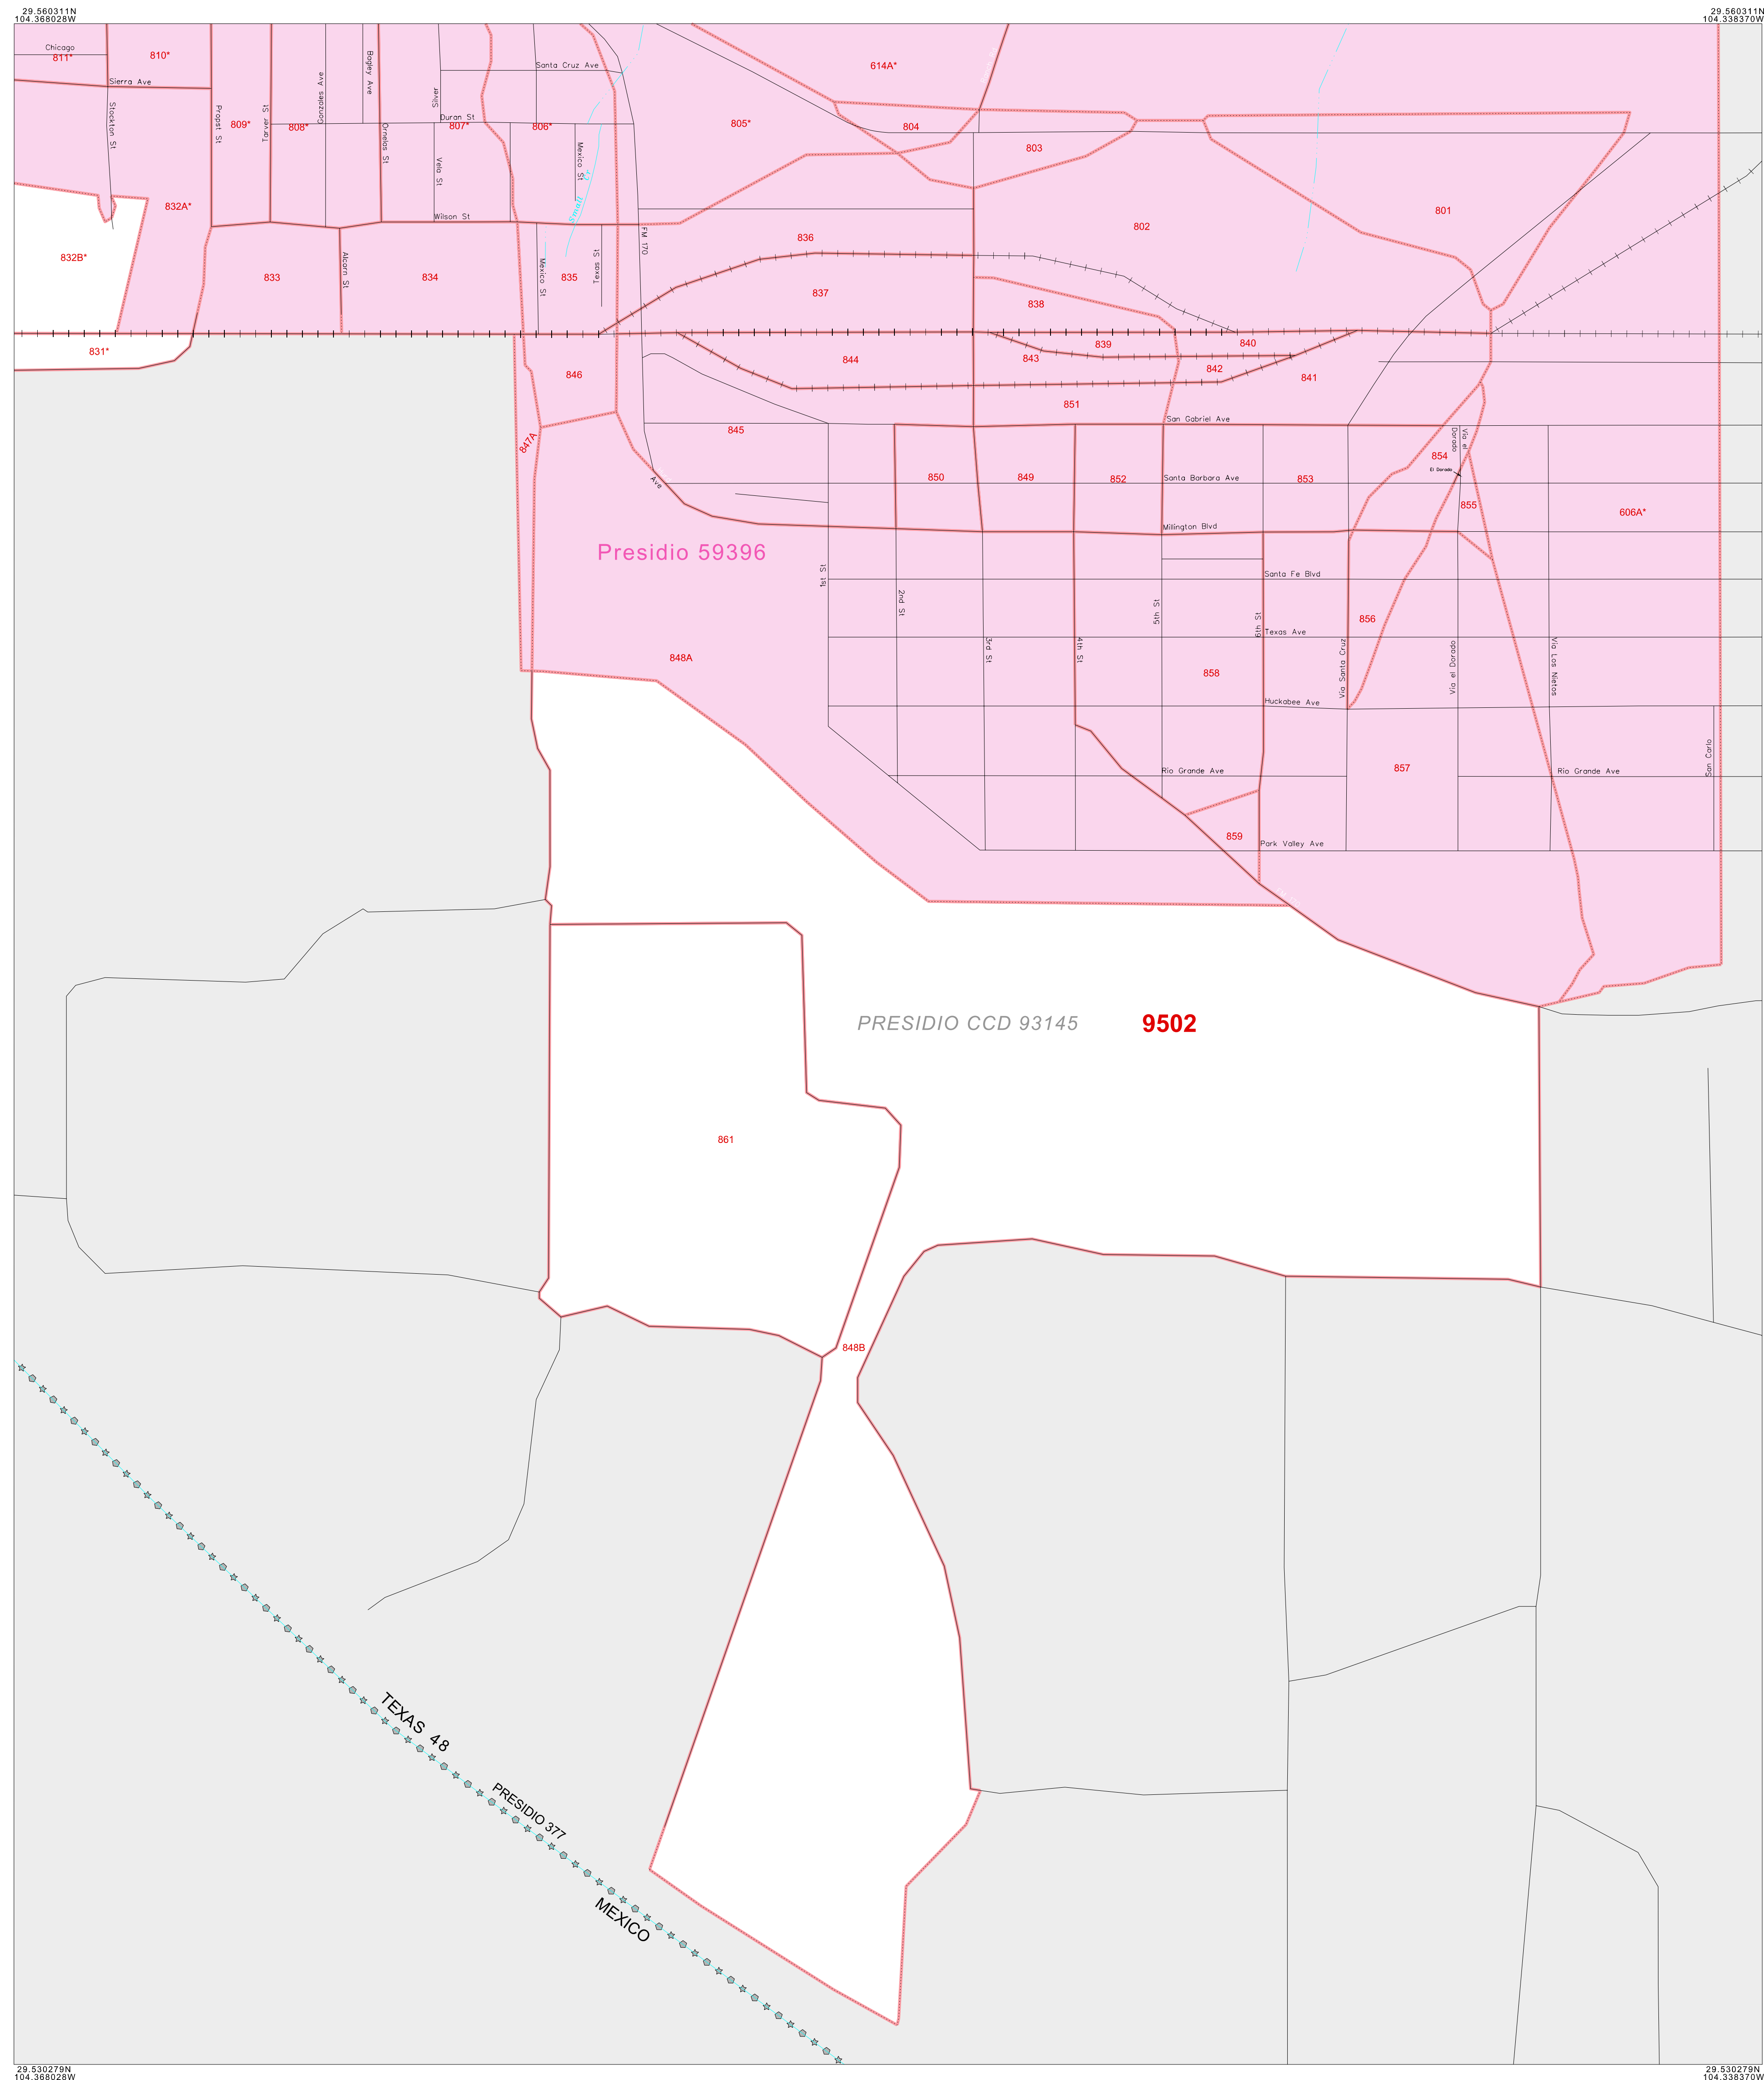 29.560311N
104.368028W
29.560311N
104.338370W
Chicago
811*
810*
614A*
Sierra Ave
Santa Cruz Ave
Stockton St
Propst St
Tarver St
Gonzales Ave
Bagley Ave
Ornelas St
Silver
Duran St
809*
808*
807*
806*
805*
804
803
Vela St
Mexico St
Small Cr
832A*
Wilson St
FM 170
802
801
832B*
833
Alcorn St
834
Mexico St
835
Texas St
836
837
838
831*
839
840
846
844
843
842
841
851
847A
845
San Gabriel Ave
Dorado
Via el
854
El Dorado
Ave
850
849
852
Santa Barbara Ave
853
855
606A*
Millington Blvd
Presidio 59396
1st St
2nd St
3rd St
4th St
5th St
6th St
Santa Fe Blvd
856
Texas Ave
Via Santa Cruz
Via el Dorado
Via Los Nietos
848A
858
Huckabee Ave
Rio Grande Ave
857
Rio Grande Ave
San Carlo
859
Park Valley Ave
PRESIDIO CCD 93145
9502
861
848B
TEXAS 48
PRESIDIO 377
MEXICO
29.530279N
104.368028W
29.530279N
104.338370W